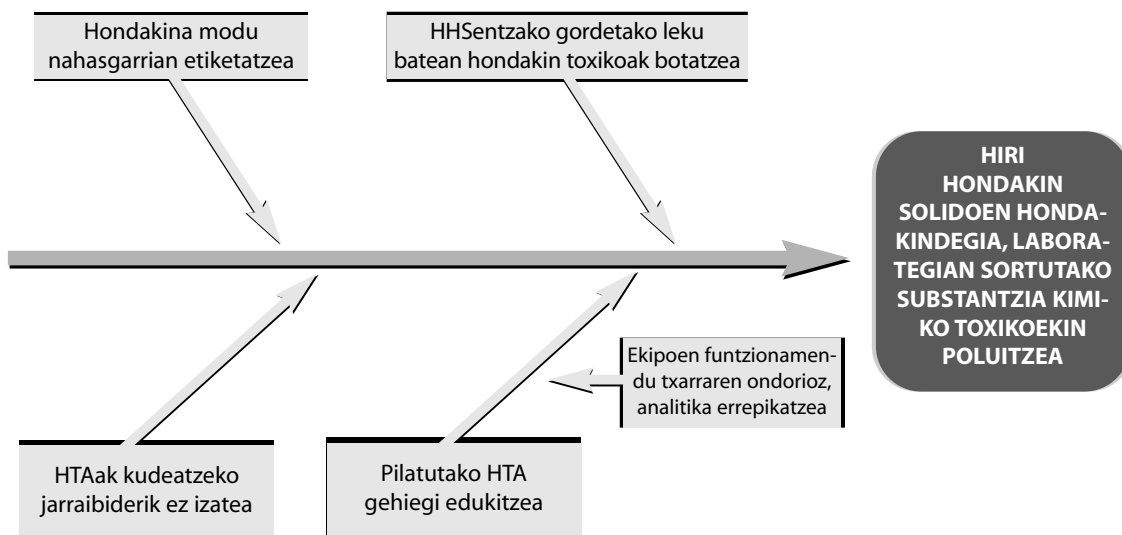 Hondakina modu
nahasgarrian etiketatzea
HHSentzako gordetako leku
batean hondakin toxikoak botatzea
HIRI
HONDAKIN
SOLIDOEN HONDA-
KINDEGIA, LABORA-
TEGIAN SORTUTAKO
SUBSTANTZIA KIMI-
KO TOXIKOEKIN
POLUITZEA
Ekipoen funtzionamen-
du txarraren ondorioz,
analitika errepikatzea
HTAak kudeatzeko
jarraibiderik ez izatea
Pilatutako HTA
gehiegi edukitzea